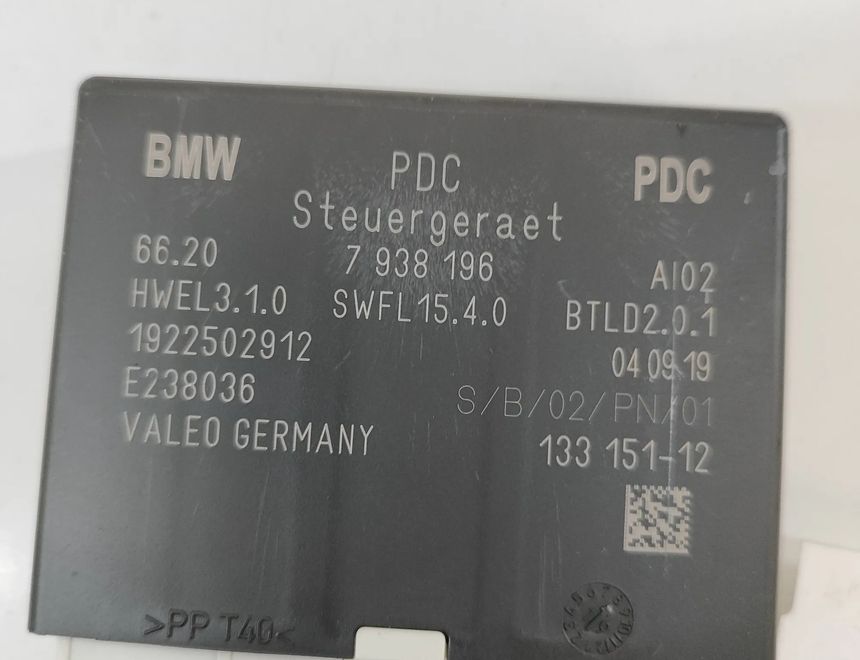 BMW PDC PDC
Steuergeraet
66.20 7 938 196 AI02
HWEL3.1.0 SWFL15.4.0 BTLD2.0.1
1922502912 04 09 19
E238036 S/B/02/PN/01
VALEO GERMANY 133 151-12
>PP T40<